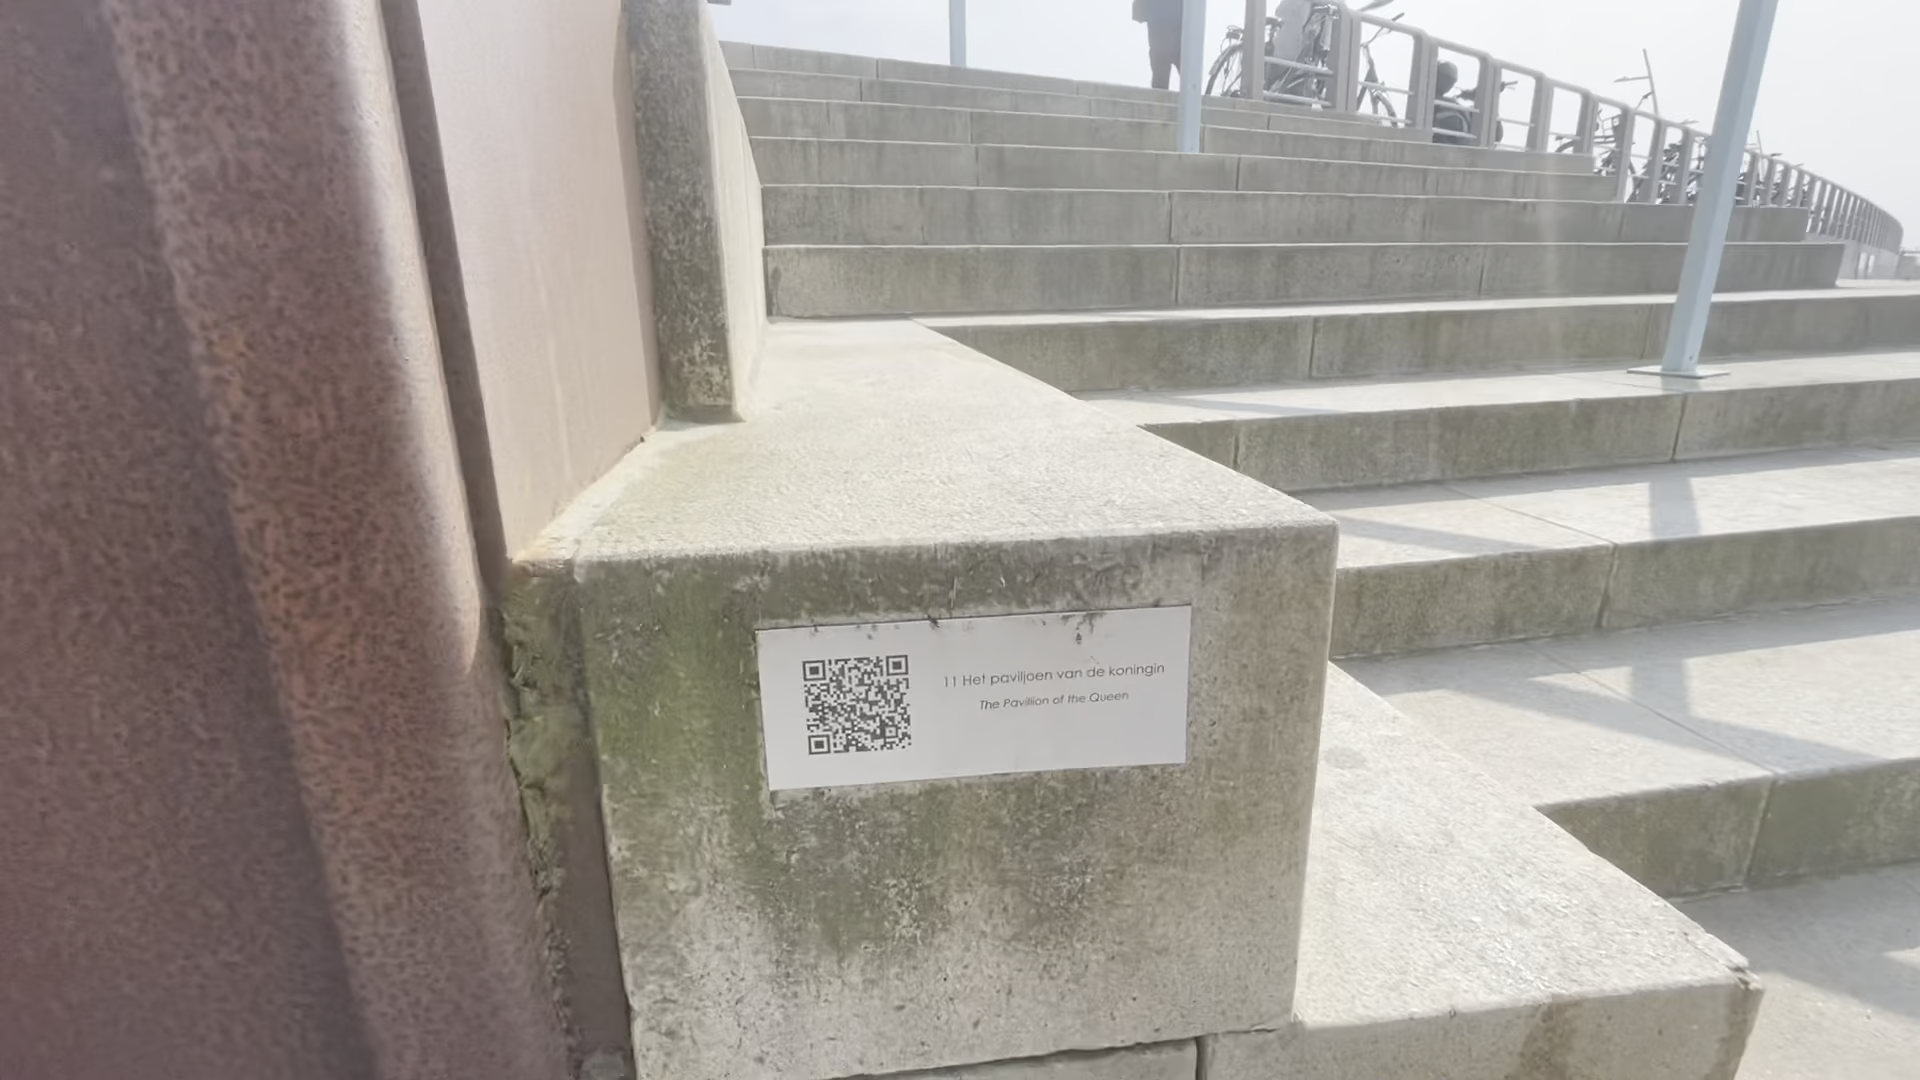 11 Het paviljoen van de koningin
The Pavillion of the Queen